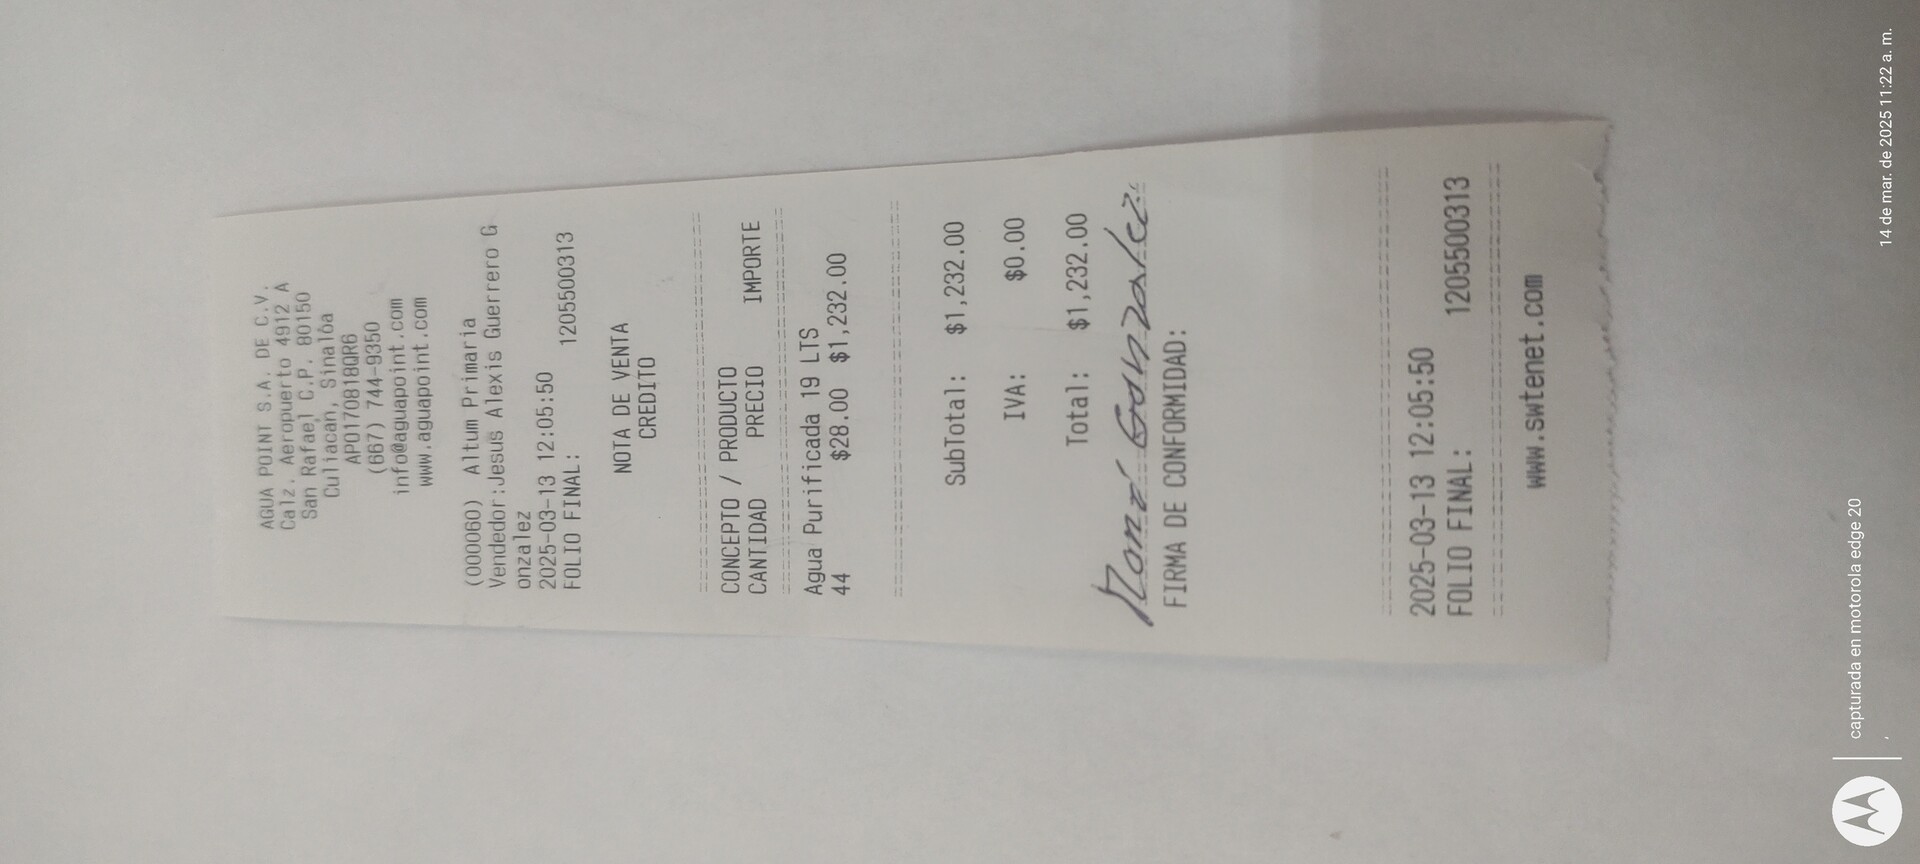 AGUA POINT S.A. DE C.V.
Calz. Aeropuerto 4912 A
San Rafael C.P. 80150
Culiacan, Sinaloa
APO170818QR6
(667) 744-9350
info@aguapoint.com
www.aguapoint.com
(000060) Altum Primaria
Vendedor:Jesus Alexis Guerrero G
onzalez
2025-03-13 12:05:50
FOLIO FINAL: 1205500313
NOTA DE VENTA
CREDITO
CONCEPTO / PRODUCTO
CANTIDAD PRECIO IMPORTE
Agua Purificada 19 LTS
44 $28.00 $1,232.00
SubTotal: $1,232.00
IVA: $0.00
Total: $1,232.00
González
FIRMA DE CONFORMIDAD:
2025-03-13 12:05:50
FOLIO FINAL: 1205500313
www.swtenet.com
capturada en motorola edge 20
14 de mar. de 2025 11:22 a. m.